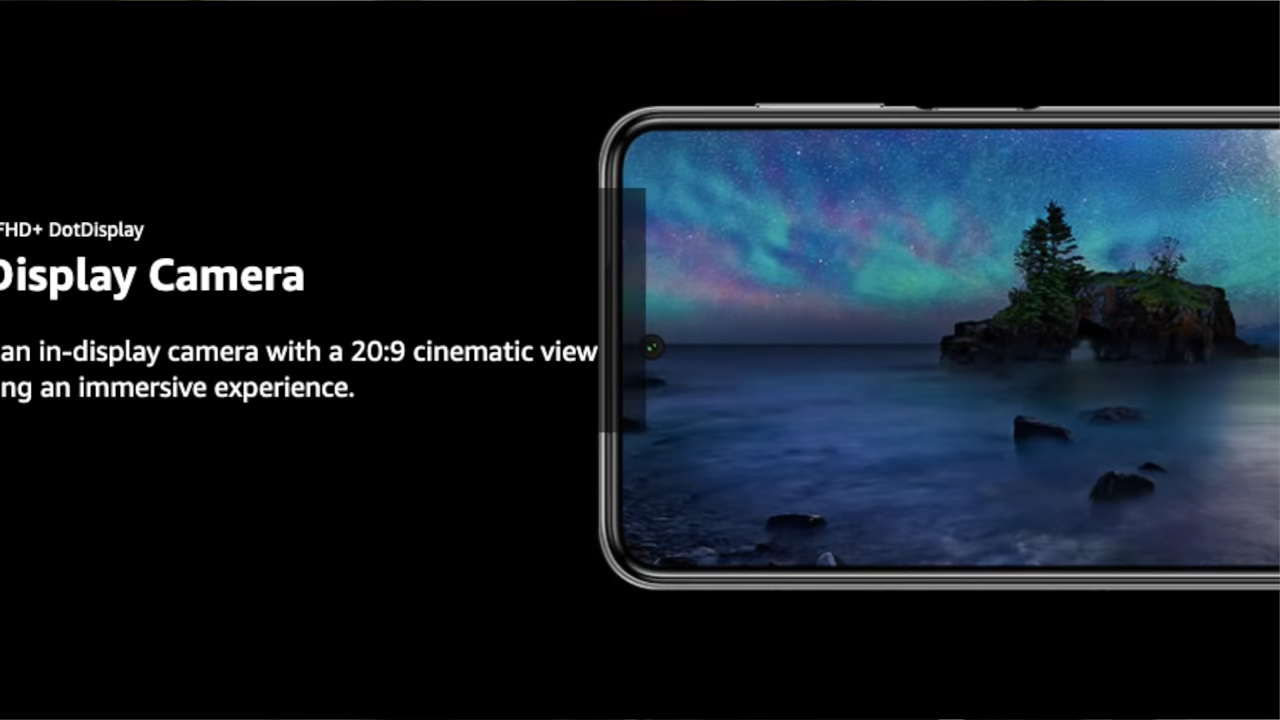 FHD+ DotDisplay
Display Camera
an in-display camera with a 20:9 cinematic view
ng an immersive experience.